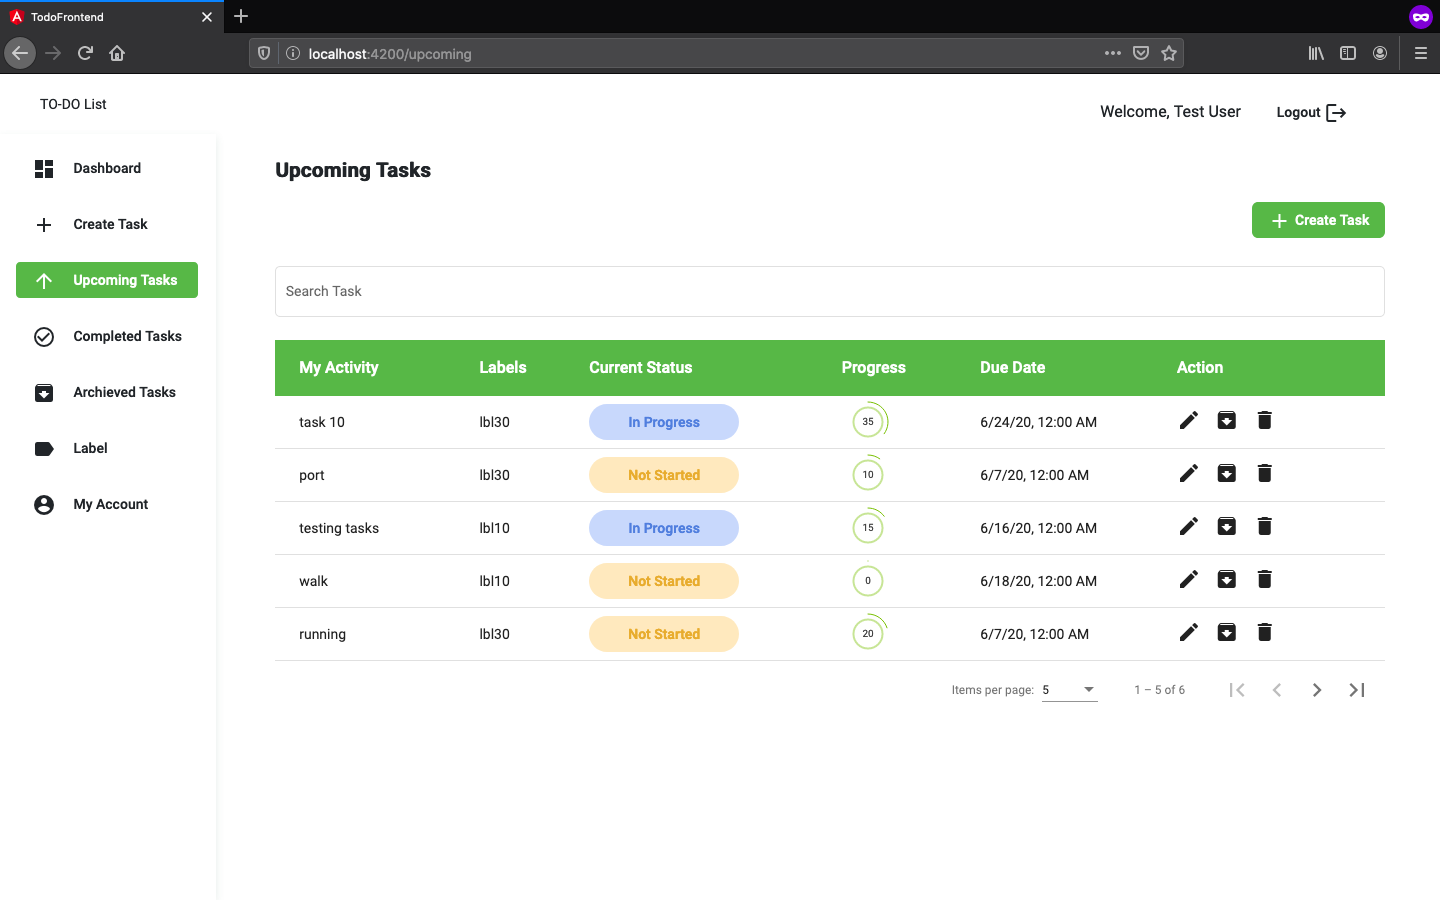 TodoFrontend
localhost:4200/upcoming
TO-DO List
Welcome, Test User
Logout
Dashboard
Create Task
Upcoming Tasks
Completed Tasks
Archieved Tasks
Label
My Account
Upcoming Tasks
Create Task
Search Task
My Activity Labels Current Status Progress Due Date Action
task 10 lbl30 In Progress 35 6/24/20, 12:00 AM
port lbl30 Not Started 10 6/7/20, 12:00 AM
testing tasks lbl10 In Progress 15 6/16/20, 12:00 AM
walk lbl10 Not Started 0 6/18/20, 12:00 AM
running lbl30 Not Started 20 6/7/20, 12:00 AM
Items per page: 5 1 – 5 of 6